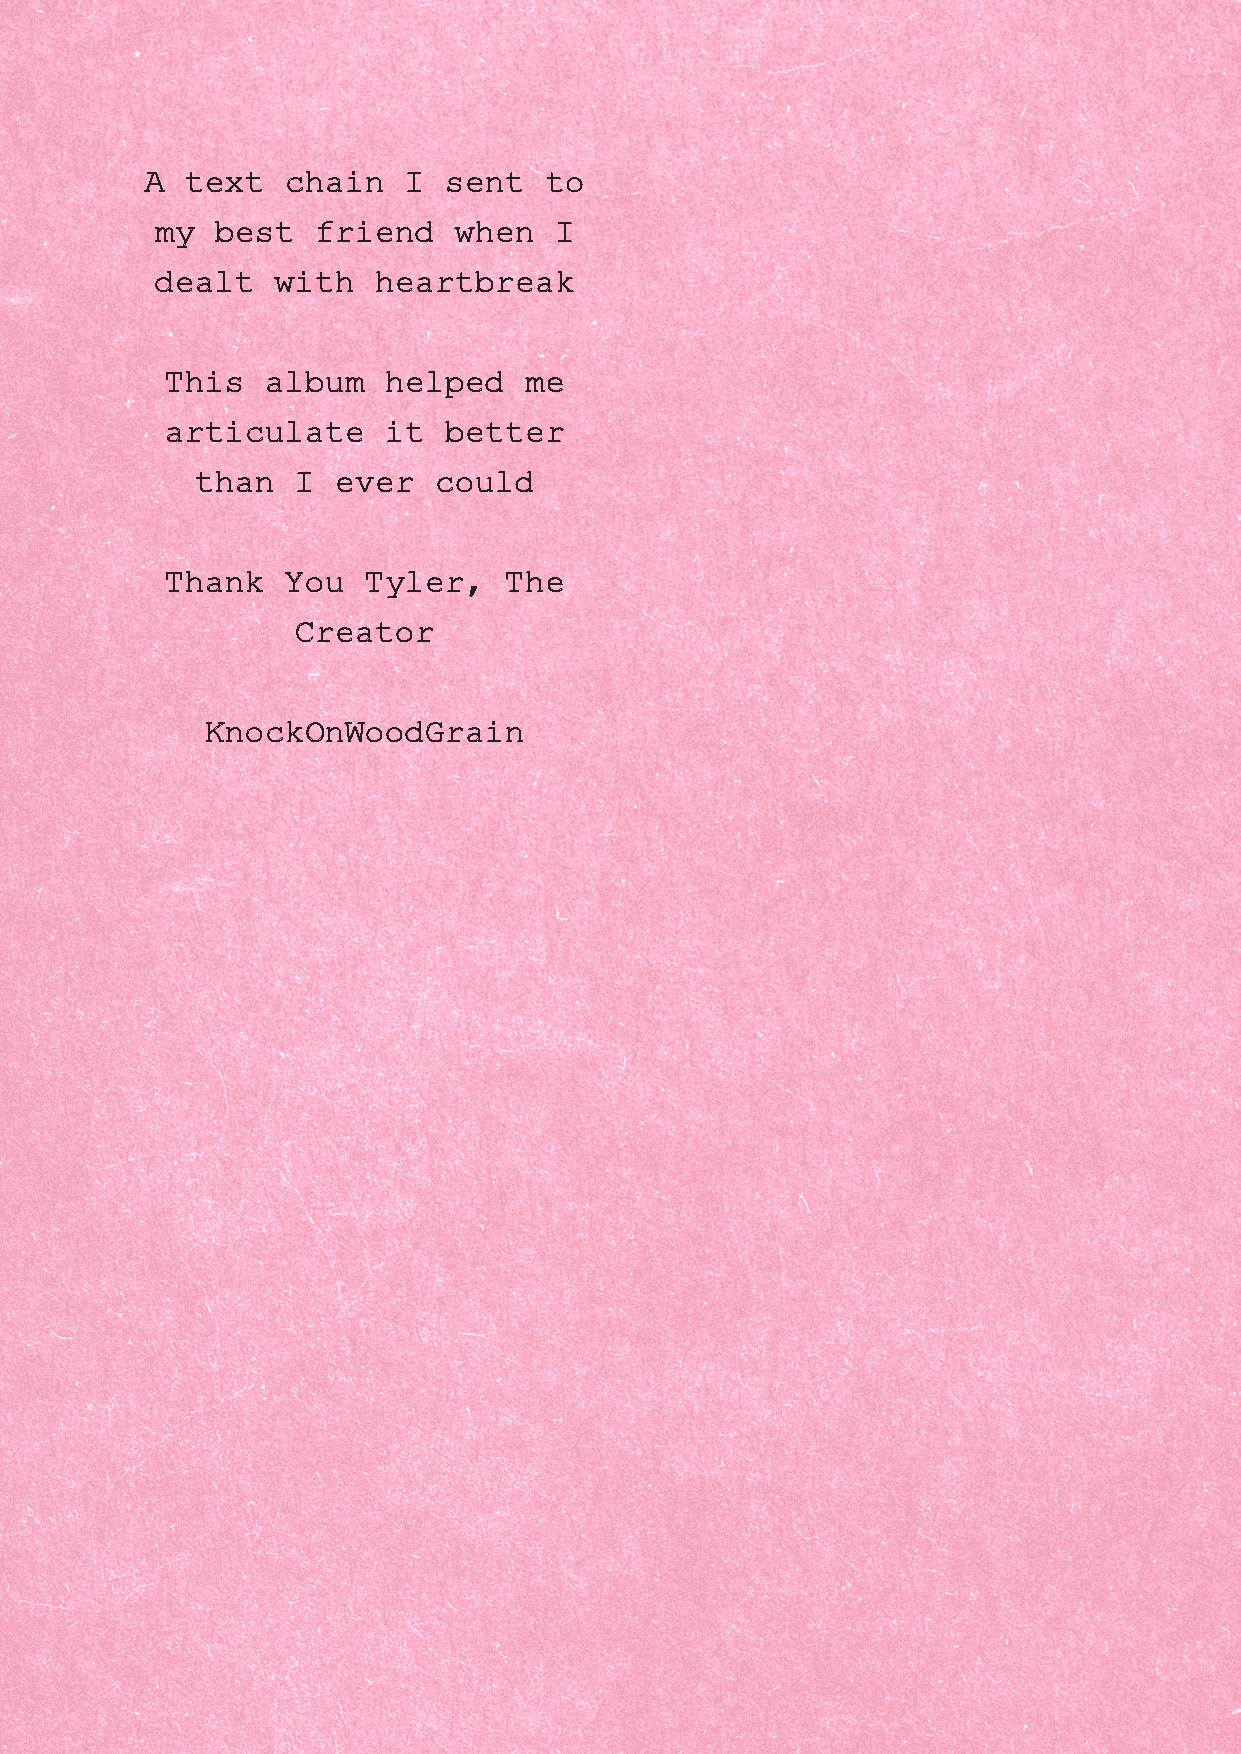 A text chain I sent to
my best friend when I
dealt with heartbreak
This album helped me
articulate it better
than I ever could
Thank You Tyler, The
Creator
KnockOnWoodGrain